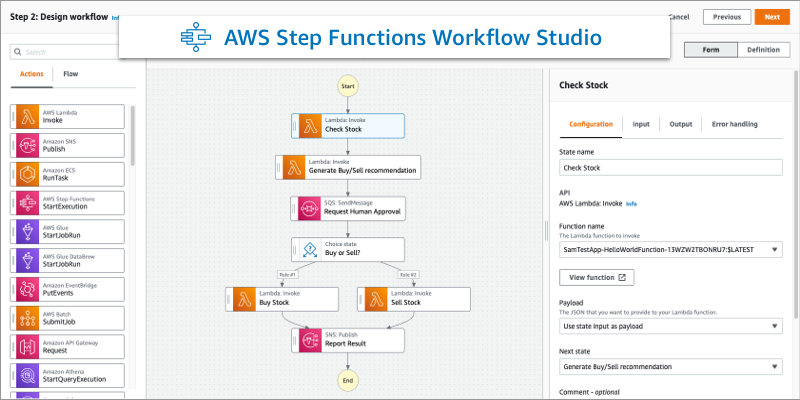 Step 2: Design workflow Info
AWS Step Functions Workflow Studio
Cancel
Previous
Next
Search
Form
Definition
Actions
Flow
AWS Lambda
Invoke
Amazon SNS
Publish
Amazon ECS
RunTask
AWS Step Functions
StartExecution
AWS Glue
StartJobRun
AWS Glue DataBrew
StartJobRun
Amazon EventBridge
PutEvents
AWS Batch
SubmitJob
Amazon API Gateway
Request
Amazon Athena
StartQueryExecution
Start
Lambda: Invoke
Check Stock
Lambda: Invoke
Generate Buy/Sell recommendation
SQS: SendMessage
Request Human Approval
Choice state
Buy or Sell?
Rule #1
Rule #2
Lambda: Invoke
Buy Stock
Lambda: Invoke
Sell Stock
SNS: Publish
Report Result
End
Check Stock
Configuration
Input
Output
Error handling
State name
Check Stock
API
AWS Lambda: Invoke Info
Function name
The Lambda function to invoke
View function
Payload
The JSON that you want to provide to your Lambda function.
Use state input as payload
Next state
Generate Buy/Sell recommendation
Comment - optional